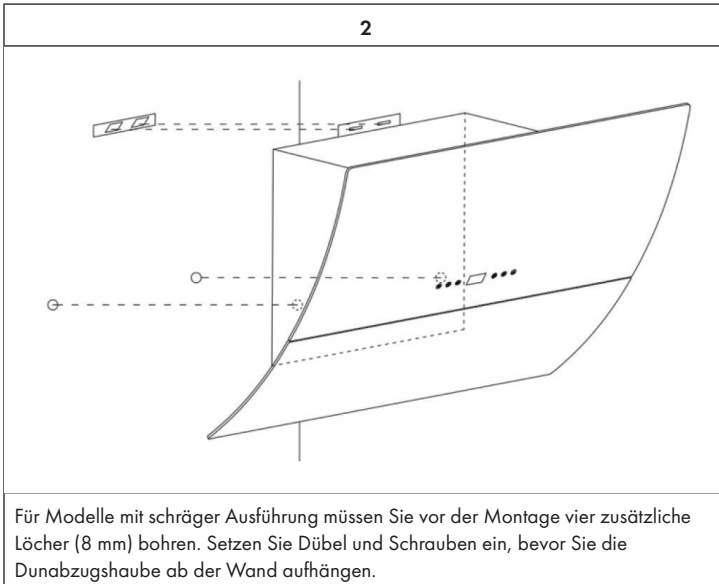 2
Für Modelle mit schräger Ausführung müssen Sie vor der Montage vier zusätzliche
Löcher (8 mm) bohren. Setzen Sie Dübel und Schrauben ein, bevor Sie die
Dunabzugshaube ab der Wand aufhängen.